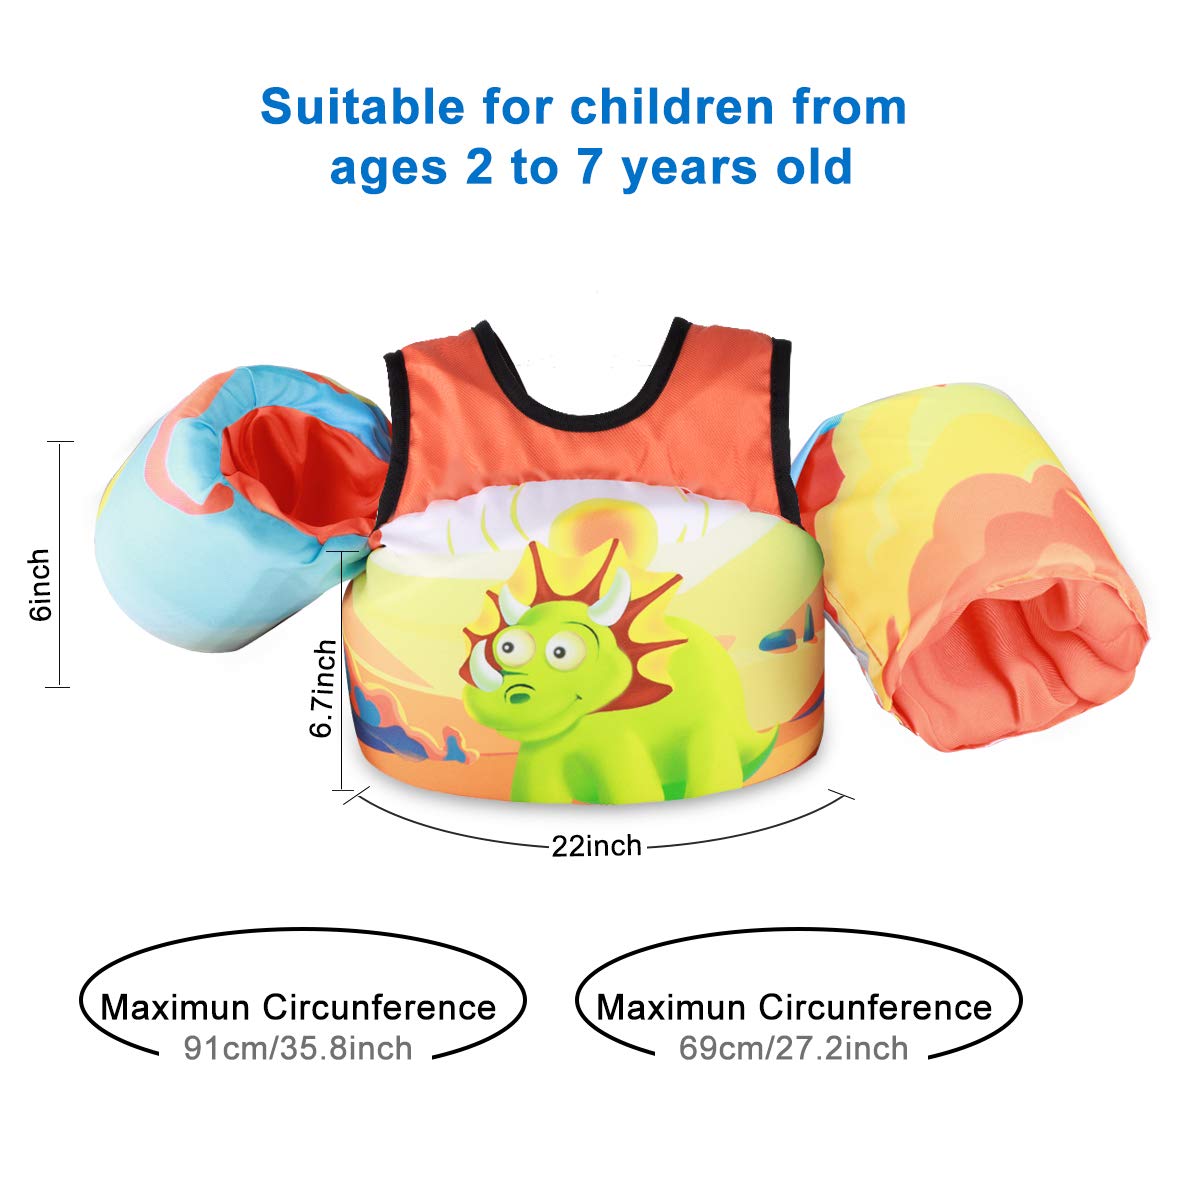 Suitable for children from
ages 2 to 7 years old
6inch
6.7inch
22inch
Maximun Circunference
91cm/35.8inch
Maximun Circunference
69cm/27.2inch